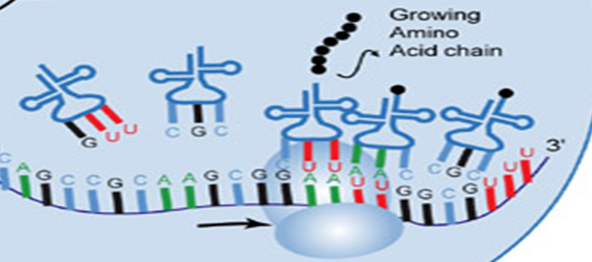 Growing
Amino
Acid chain
G U U
C G C
U U A A C
C G C
3'
C A G C C G C A A G C G G A A U U G G C G U U U